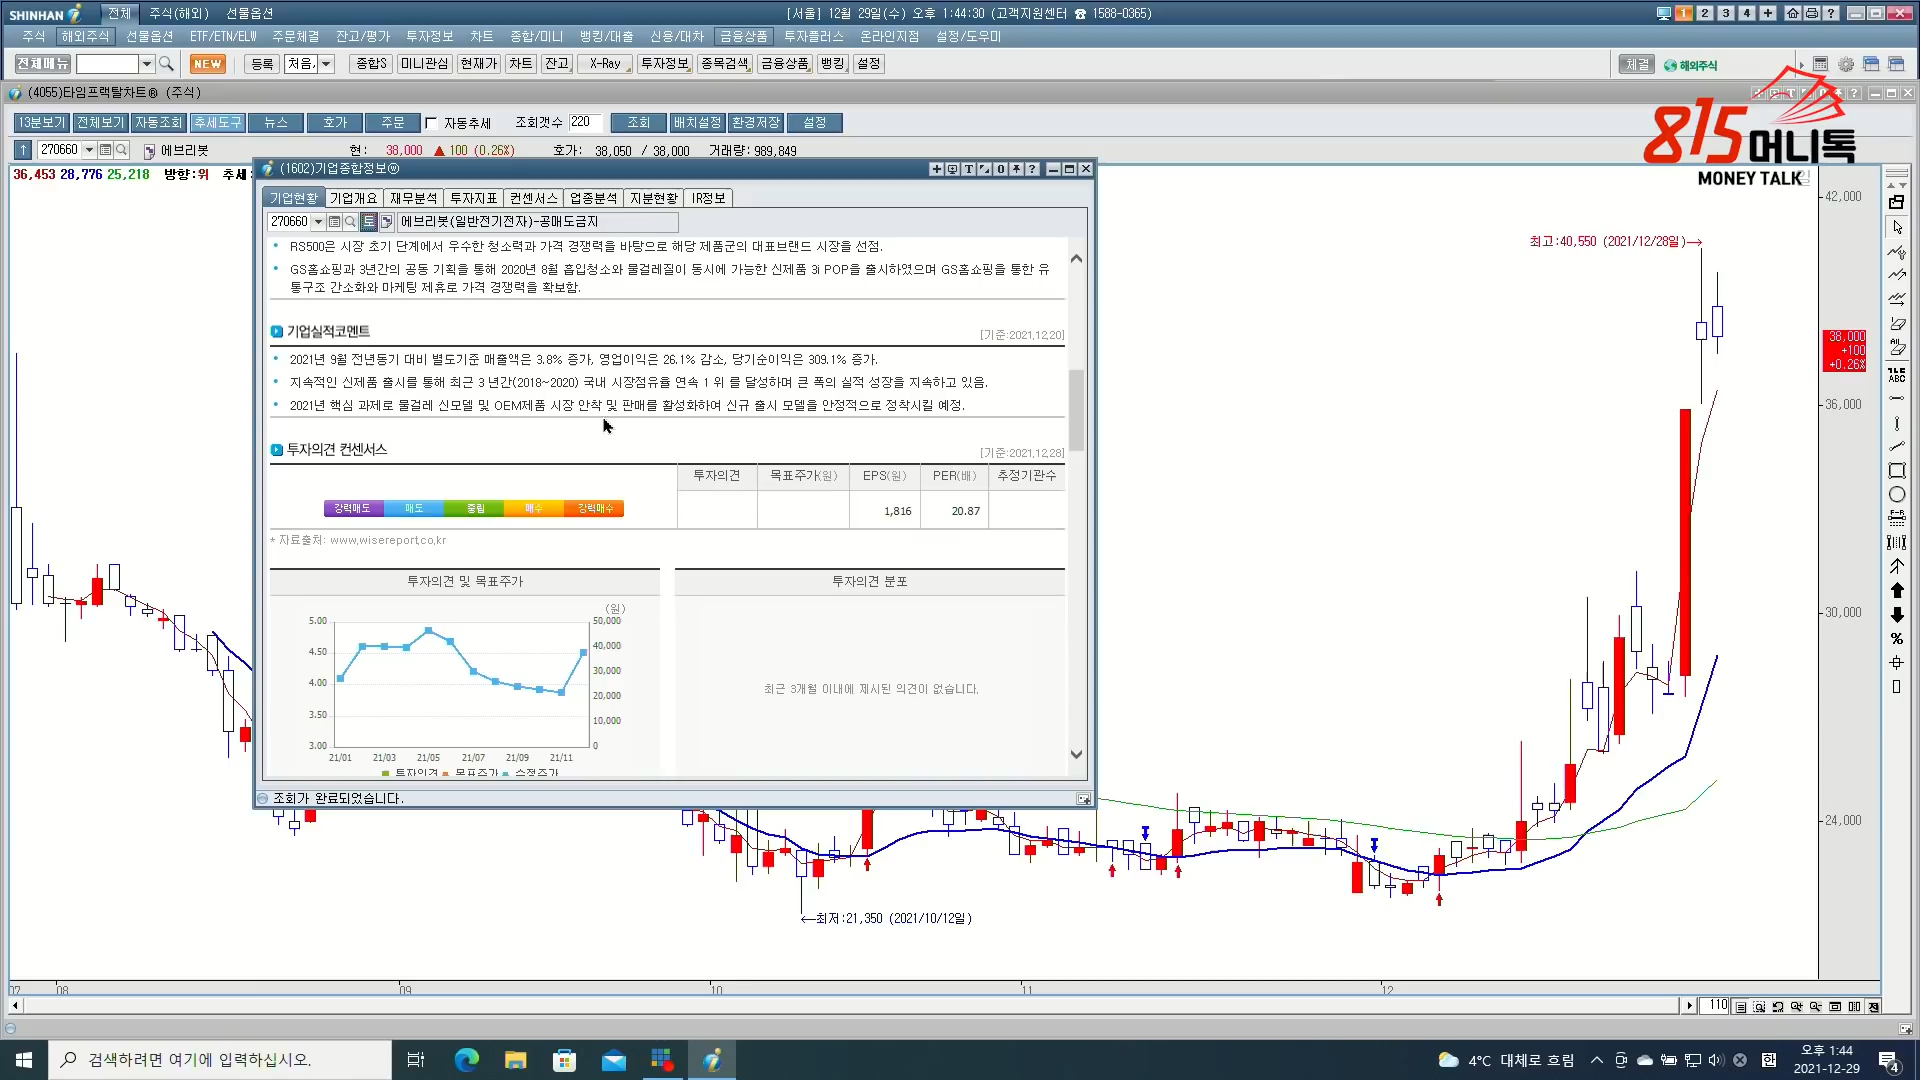 SHINHAN i 전체 주식(해외) 선물옵션 [서울] 12월 29일(수) 오후 1:44:30 (고객지원센터 ☎ 1588-0365) 1 2 3 4 + ?
주식 해외주식 선물옵션 ETF/ETN/ELW 주문체결 잔고/평가 투자정보 차트 종합/미니 뱅킹/대출 신용/대차 금융상품 투자플러스 온라인지점 설정/도우미
전체메뉴 NEW 등록 처음, 종합S 미니관심 현재가 차트 잔고 X-Ray 투자정보 종목검색 금융상품 뱅킹 설정 체결 해외주식
(4055)타임프랙탈차트® (주식)
13분보기 전체보기 자동조회 추세도구 뉴스 호가 주문 자동추세 조회갯수 220 조회 배치설정 환경저장 설정
815머니톡
MONEY TALK
270660 에브리봇 현: 38,000 ▲ 100 (0.26%) 호가: 38,050 / 38,000 거래량: 989,849
36,453 28,776 25,218 방향:위 추세
(1602)기업종합정보ⓦ + T 0 ?
기업현황 기업개요 재무분석 투자지표 컨센서스 업종분석 지분현황 IR정보
270660 토 에브리봇(일반전기전자)-공매도금지
• RS500은 시장 초기 단계에서 우수한 청소력과 가격 경쟁력을 바탕으로 해당 제품군의 대표브랜드 시장을 선점.
• GS홈쇼핑과 3년간의 공동 기획을 통해 2020년 8월 흡입청소와 물걸레질이 동시에 가능한 신제품 3i POP을 출시하였으며 GS홈쇼핑을 통한 유
통구조 간소화와 마케팅 제휴로 가격 경쟁력을 확보함.
기업실적코멘트 [기준:2021,12,20]
• 2021년 9월 전년동기 대비 별도기준 매출액은 3.8% 증가, 영업이익은 26.1% 감소, 당기순이익은 309.1% 증가.
• 지속적인 신제품 출시를 통해 최근 3년간(2018~2020) 국내 시장점유율 연속 1 위 를 달성하며 큰 폭의 실적 성장을 지속하고 있음.
• 2021년 핵심 과제로 물걸레 신모델 및 OEM제품 시장 안착 및 판매를 활성화하여 신규 출시 모델을 안정적으로 정착시킬 예정.
투자의견 컨센서스 [기준:2021,12,28]
투자의견 목표주가(원) EPS(원) PER(배) 추정기관수
강력매도 매도 중립 매수 강력매수 1,816 20.87
* 자료출처: www,wisereport,co,kr
투자의견 및 목표주가 투자의견 분포
(원)
5.00 50,000
4.50 40,000
30,000
4.00 20,000
3.50 10,000
3.00 0
21/01 21/03 21/05 21/07 21/09 21/11
투자의견 목표주가 수정주가
최근 3개월 이내에 제시된 의견이 없습니다.
조회가 완료되었습니다.
최고:40,550 (2021/12/28일)→
←최저:21,350 (2021/10/12일)
42,000
38,000
+100
+0.26%
36,000
30,000
24,000
All
ABC
F-R
%
07 08 09 10 11 12
110
검색하려면 여기에 입력하십시오. 4°C 대체로 흐림 한 오후 1:44
2021-12-29 4